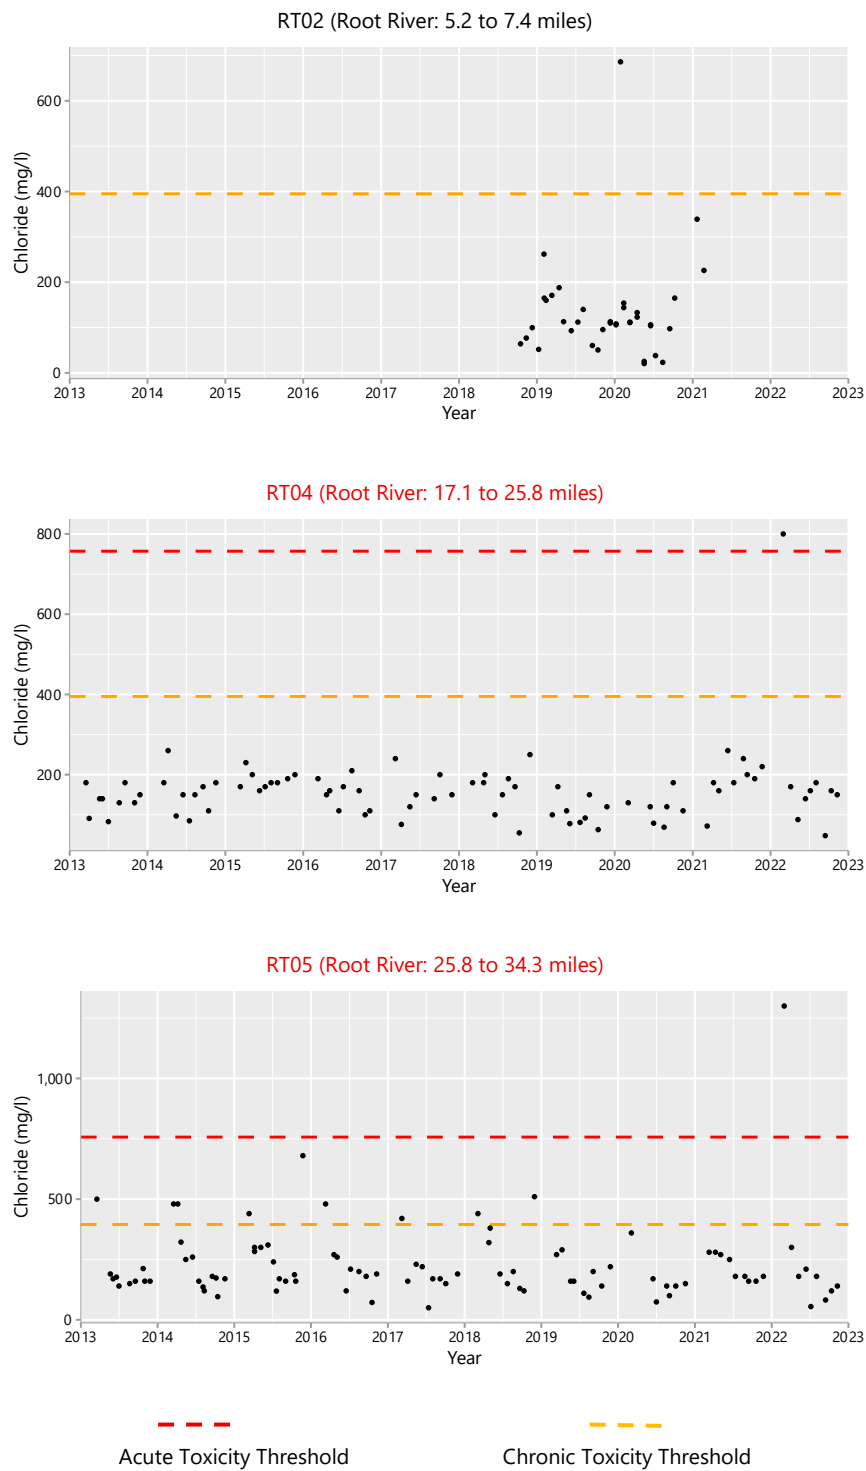 RT02 (Root River: 5.2 to 7.4 miles)
Chloride (mg/l)
600
400
200
0
2013 2014 2015 2016 2017 2018 2019 2020 2021 2022 2023
Year
RT04 (Root River: 17.1 to 25.8 miles)
Chloride (mg/l)
800
600
400
200
2013 2014 2015 2016 2017 2018 2019 2020 2021 2022 2023
Year
RT05 (Root River: 25.8 to 34.3 miles)
Chloride (mg/l)
1,000
500
0
2013 2014 2015 2016 2017 2018 2019 2020 2021 2022 2023
Year
Acute Toxicity Threshold Chronic Toxicity Threshold